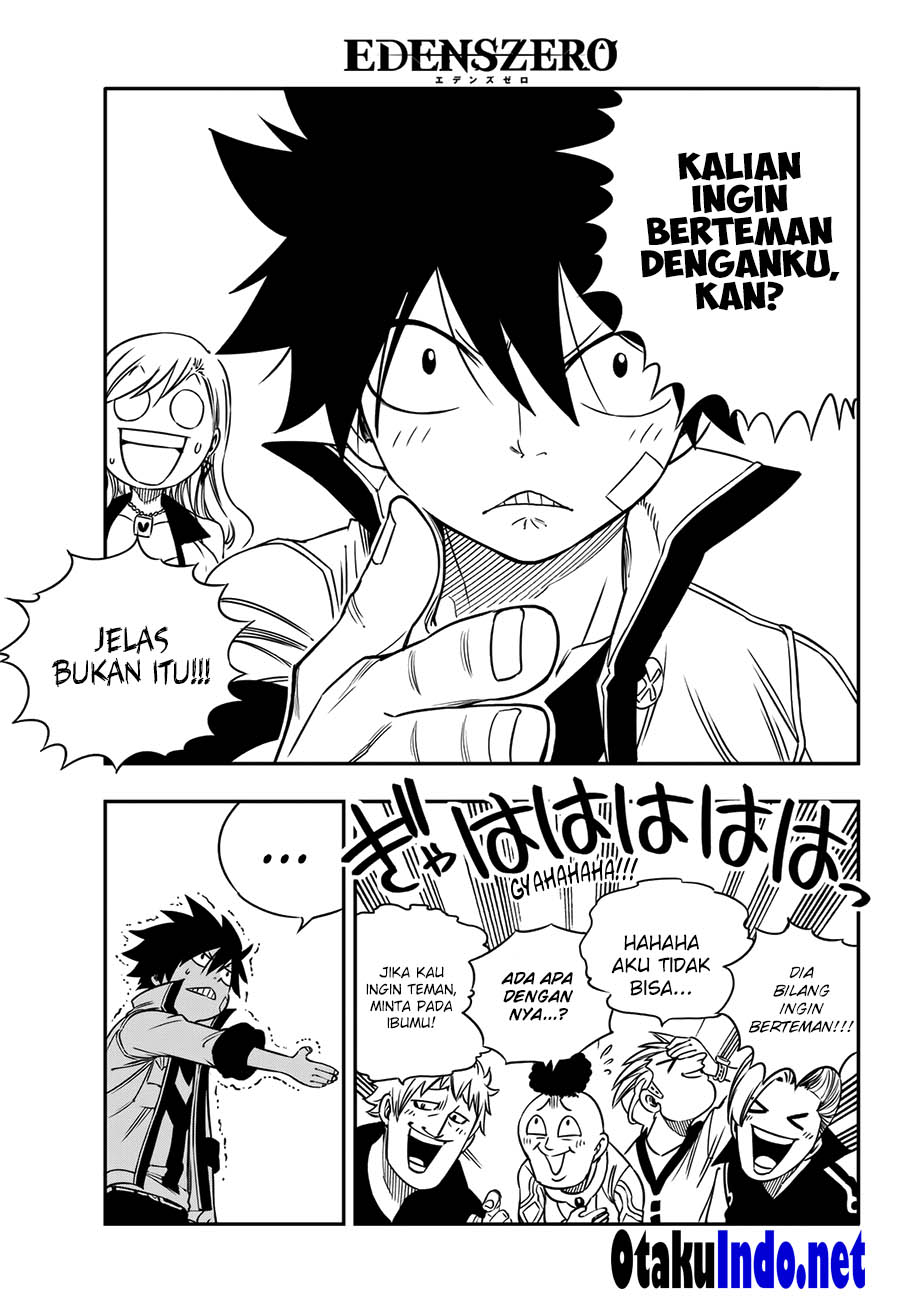 EDENSZERO
エデンズゼロ
KALIAN
INGIN
BERTEMAN
DENGANKU,
KAN?
JELAS
BUKAN ITU!!!
ぎゃはははははっ
GYAHAHAHA!!!
DIA
BILANG
INGIN
BERTEMAN!!!
HAHAHA
AKU TIDAK
BISA...
ADA APA
DENGAN
NYA...?
JIKA KAU
INGIN TEMAN,
MINTA PADA
IBUMU!
...
OtakuIndo.net